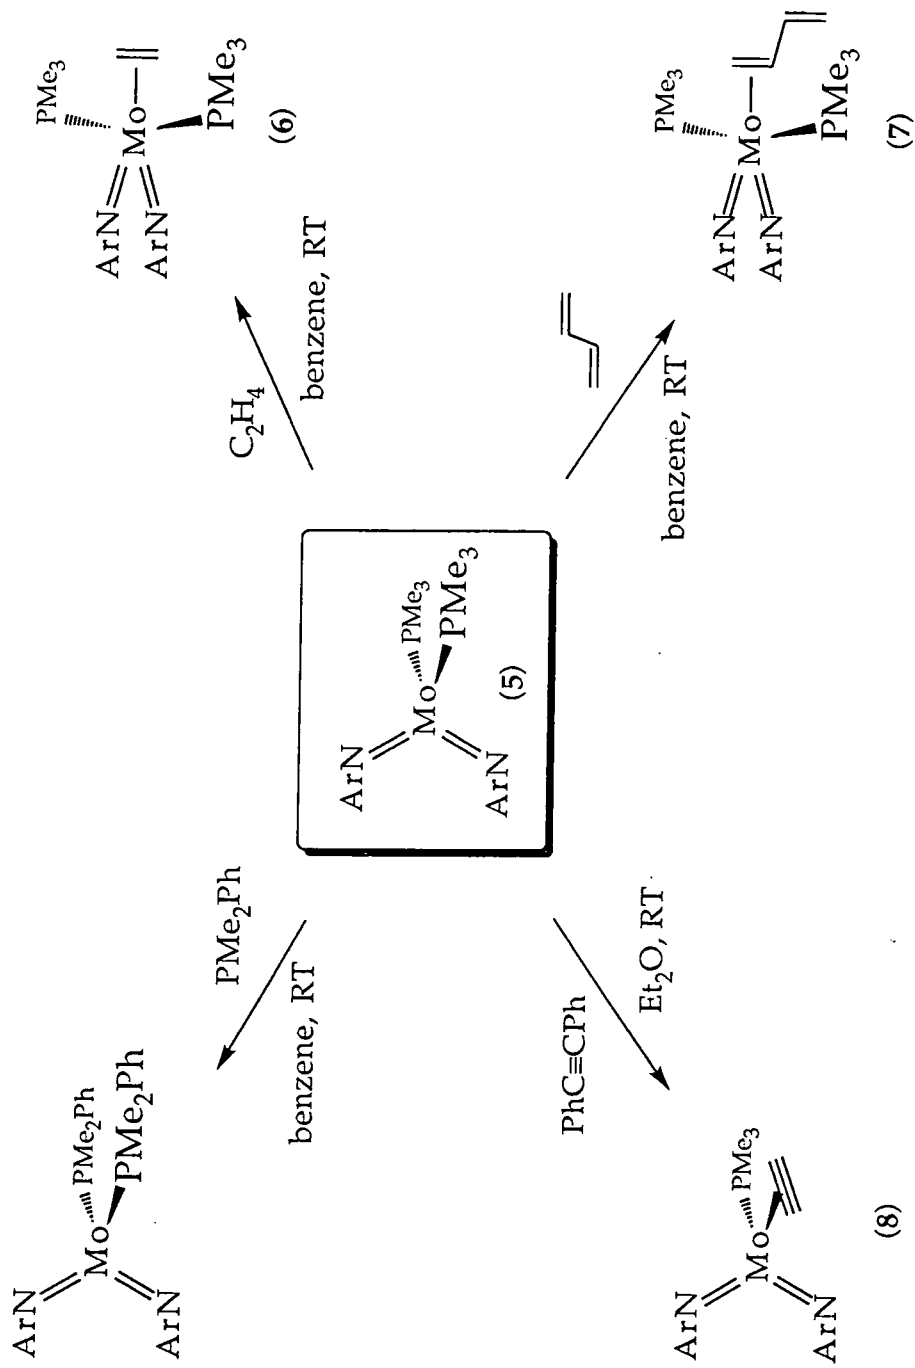 ArN
Mo
ArN
PMe₂Ph
PMe₂Ph
ArN
ArN
Mo
PMe₃
PMe₃
(6)
PMe₂Ph
benzene, RT
C₂H₄
benzene, RT
ArN
Mo
ArN
PMe₃
PMe₃
(5)
PhC≡CPh
Et₂O, RT
benzene, RT
ArN
Mo
ArN
PMe₃
(8)
ArN
ArN
Mo
PMe₃
PMe₃
(7)